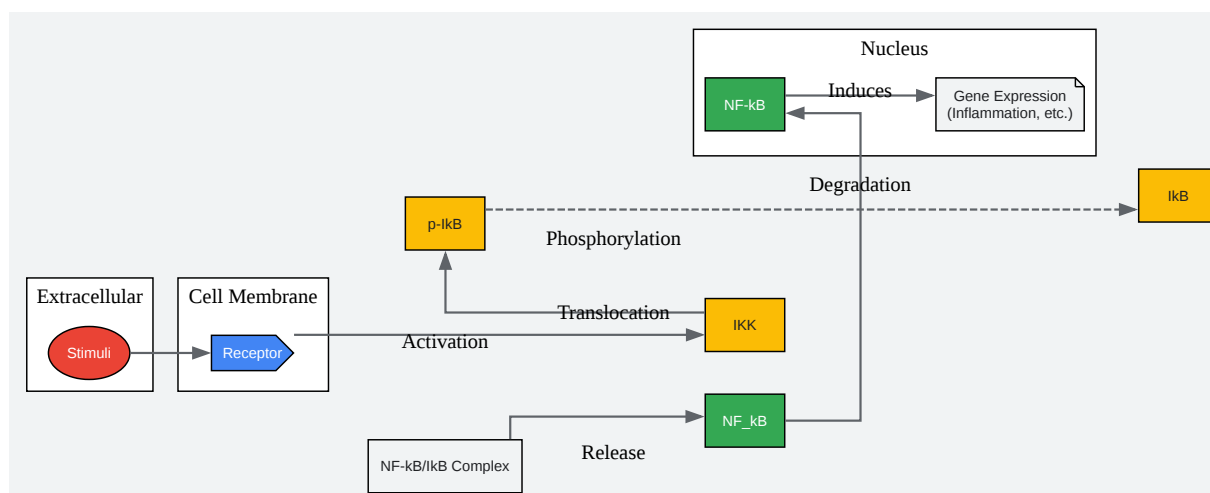 Nucleus
NF-kB
Induces
Gene Expression
(Inflammation, etc.)
Degradation
IkB
p-IkB
Phosphorylation
Extracellular
Cell Membrane
Translocation
IKK
Activation
Stimuli
Receptor
NF_kB
Release
NF-kB/IkB Complex